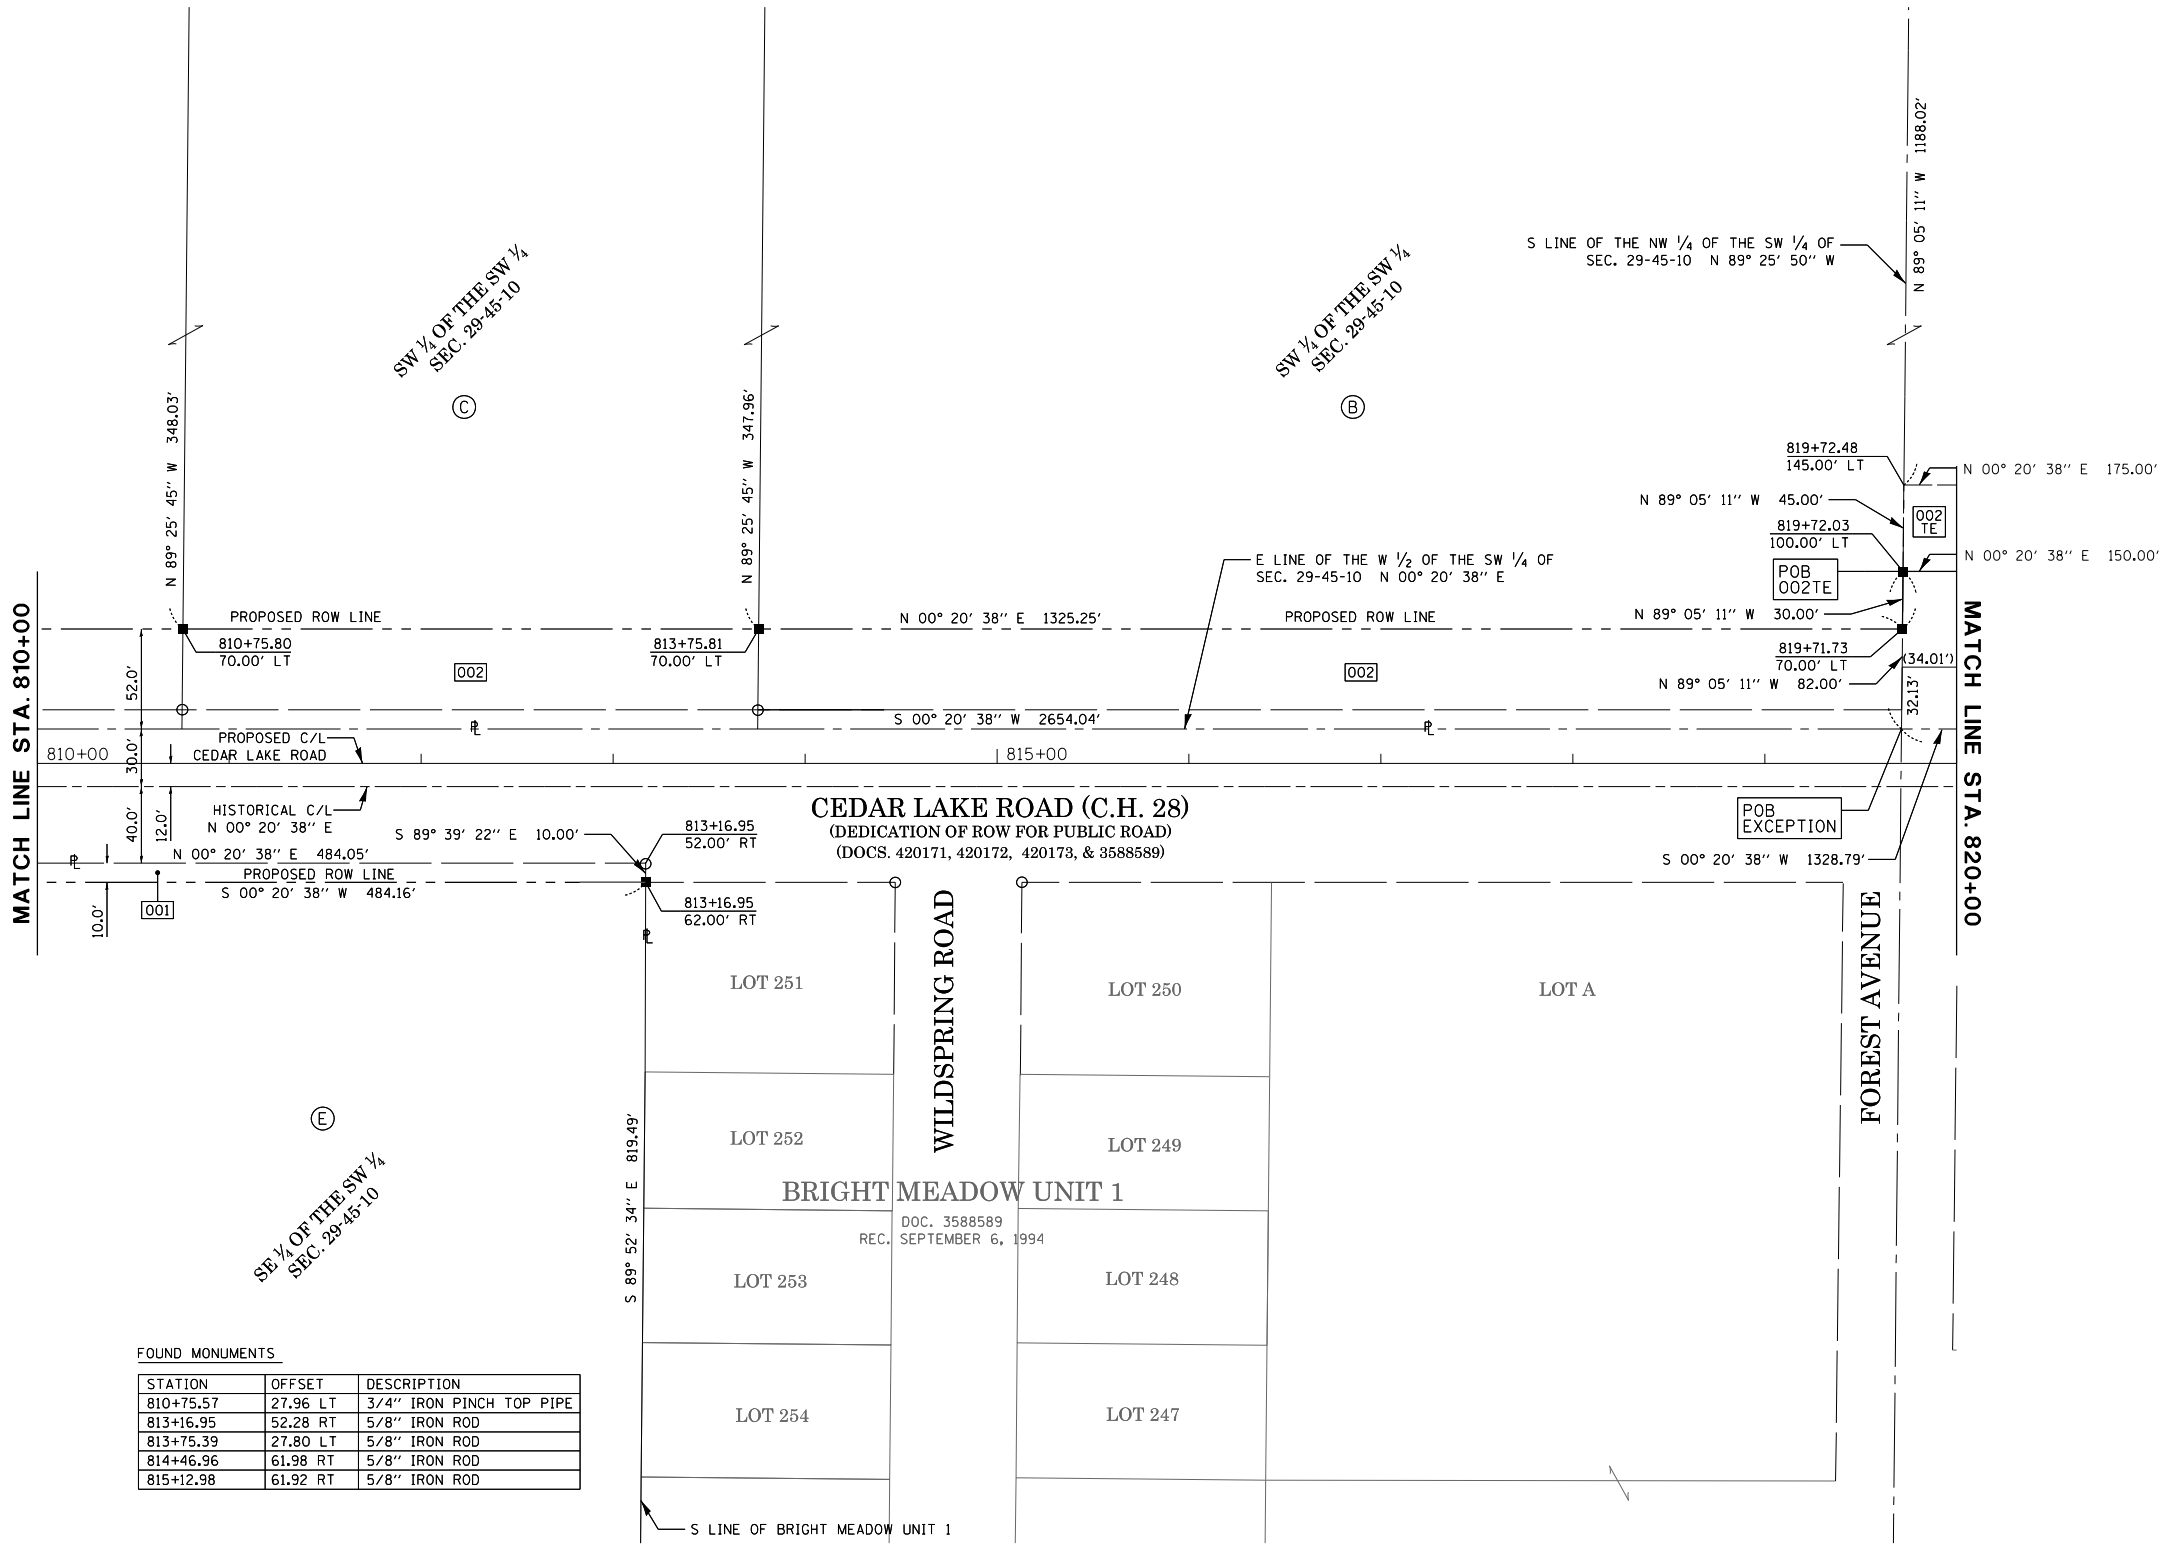 N 89° 05' 11" W 1188.02'
S LINE OF THE NW 1/4 OF THE SW 1/4 OF
SEC. 29-45-10 N 89° 25' 50" W
SW 1/4 OF THE SW 1/4
SEC. 29-45-10
SW 1/4 OF THE SW 1/4
SEC. 29-45-10
N 89° 25' 45" W 348.03'
C
N 89° 25' 45" W 347.96'
B
819+72.48
145.00' LT
N 00° 20' 38" E 175.00'
N 89° 05' 11" W 45.00'
002
TE
819+72.03
100.00' LT
N 00° 20' 38" E 150.00'
E LINE OF THE W 1/2 OF THE SW 1/4 OF
SEC. 29-45-10 N 00° 20' 38" E
POB
002TE
MATCH LINE STA. 810+00
MATCH LINE STA. 820+00
PROPOSED ROW LINE
N 00° 20' 38" E 1325.25'
PROPOSED ROW LINE
N 89° 05' 11" W 30.00'
810+75.80
70.00' LT
813+75.81
70.00' LT
819+71.73
70.00' LT
(34.01')
52.0'
002
002
N 89° 05' 11" W 82.00'
32.13'
S 00° 20' 38" W 2654.04'
PL
PL
PROPOSED C/L
CEDAR LAKE ROAD
810+00
30.0'
815+00
HISTORICAL C/L
N 00° 20' 38" E
40.0'
12.0'
CEDAR LAKE ROAD (C.H. 28)
(DEDICATION OF ROW FOR PUBLIC ROAD)
(DOCS. 420171, 420172, 420173, & 3588589)
POB
EXCEPTION
S 89° 39' 22" E 10.00'
813+16.95
52.00' RT
PL
N 00° 20' 38" E 484.05'
S 00° 20' 38" W 1328.79'
PROPOSED ROW LINE
S 00° 20' 38" W 484.16'
001
10.0'
813+16.95
62.00' RT
PL
WILDSPRING ROAD
FOREST AVENUE
LOT 251
LOT 250
LOT A
LOT 252
LOT 249
E
S 89° 52' 34" E 819.49'
SE 1/4 OF THE SW 1/4
SEC. 29-45-10
BRIGHT MEADOW UNIT 1
DOC. 3588589
REC. SEPTEMBER 6, 1994
LOT 253
LOT 248
LOT 254
LOT 247
FOUND MONUMENTS
STATION OFFSET DESCRIPTION
810+75.57 27.96 LT 3/4" IRON PINCH TOP PIPE
813+16.95 52.28 RT 5/8" IRON ROD
813+75.39 27.80 LT 5/8" IRON ROD
814+46.96 61.98 RT 5/8" IRON ROD
815+12.98 61.92 RT 5/8" IRON ROD
S LINE OF BRIGHT MEADOW UNIT 1